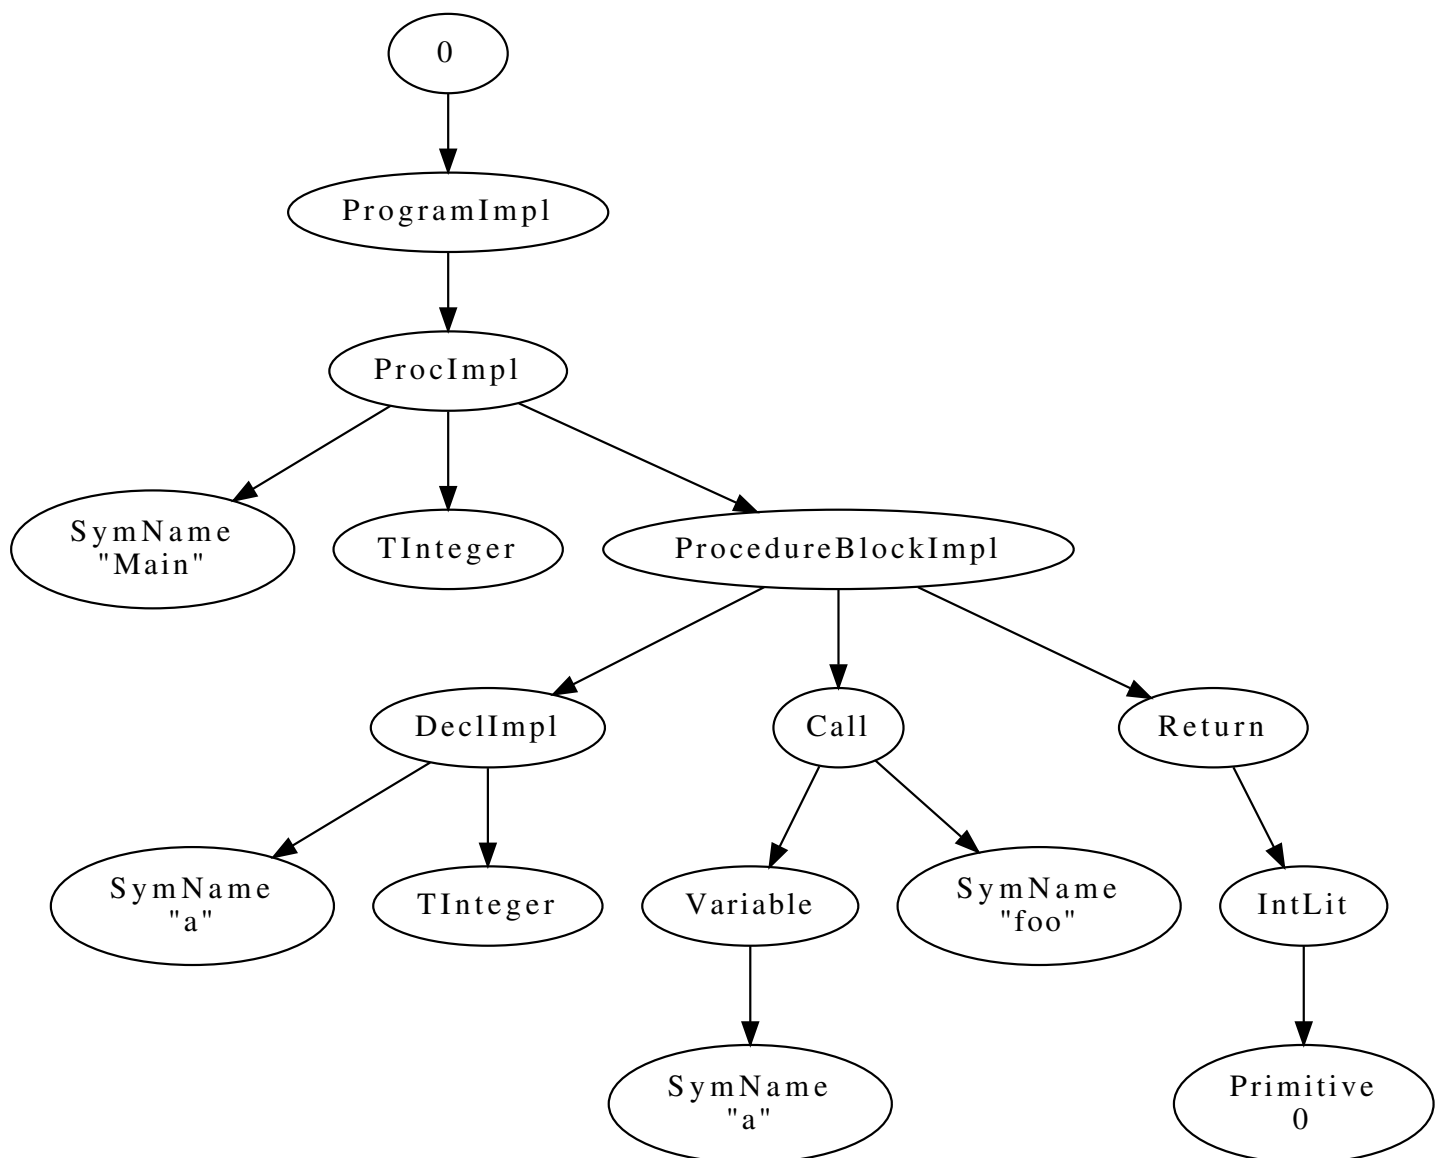 0
ProgramImpl
ProcImpl
SymName
"Main"
TInteger
ProcedureBlockImpl
DeclImpl
Call
Return
SymName
"a"
TInteger
Variable
SymName
"foo"
IntLit
SymName
"a"
Primitive
0